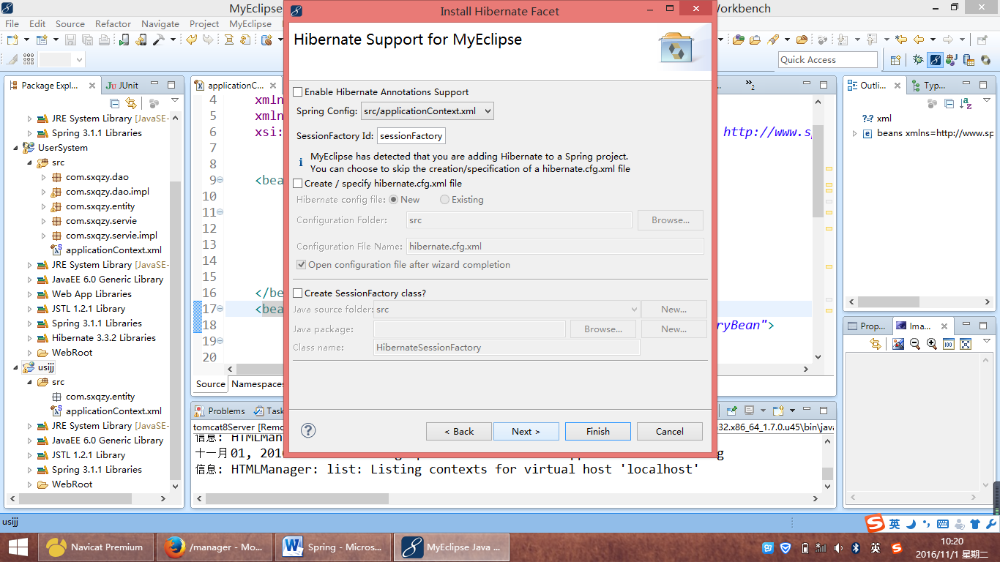 MyEclipse
Install Hibernate Facet
Workbench
File Edit Source Refactor Navigate Project MyEclipse
Quick Access
Hibernate Support for MyEclipse
Enable Hibernate Annotations Support
Spring Config: src/applicationContext.xml
SessionFactory Id: sessionFactory
MyEclipse has detected that you are adding Hibernate to a Spring project.
You can choose to skip the creation/specification of a hibernate.cfg.xml file
Create / specify hibernate.cfg.xml file
Hibernate config file: New Existing
Configuration Folder: src Browse...
Configuration File Name: hibernate.cfg.xml
Open configuration file after wizard completion
Create SessionFactory class?
Java source folder: src New...
Java package: Browse... New...
Class name: HibernateSessionFactory
< Back Next > Finish Cancel
Package Expl... JUnit
JRE System Library [JavaSE-
Spring 3.1.1 Libraries
UserSystem
src
com.sxqzy.dao
com.sxqzy.dao.impl
com.sxqzy.entity
com.sxqzy.servie
com.sxqzy.servie.impl
applicationContext.xml
JRE System Library [JavaSE-
JavaEE 6.0 Generic Library
Web App Libraries
JSTL 1.2.1 Library
Spring 3.1.1 Libraries
Hibernate 3.3.2 Libraries
WebRoot
usijj
src
com.sxqzy.entity
applicationContext.xml
JRE System Library [JavaSE-
JavaEE 6.0 Generic Library
JSTL 1.2.1 Library
Spring 3.1.1 Libraries
WebRoot
applicationC...
4 xmln
5 xmln
6 xsi: http://www.sp
7
8
9 <bea
10
11
12
13
14
15
16 </be
17 <bea
18 ryBean">
19
20
Source Namespaces
Outli... Typ...
xml
beans xmlns=http://www.sp
Prop... Ima...
Problems Task
tomcat8Server [Remo 32.x86_64_1.7.0.u45\bin\java
信息: HTMLMan
十一月 01, 201 g
信息: HTMLManager: list: Listing contexts for virtual host 'localhost'
usijj
英
Navicat Premium
/manager - Mo...
Spring - Micros...
MyEclipse Java ...
英
10:20
2016/11/1 星期二